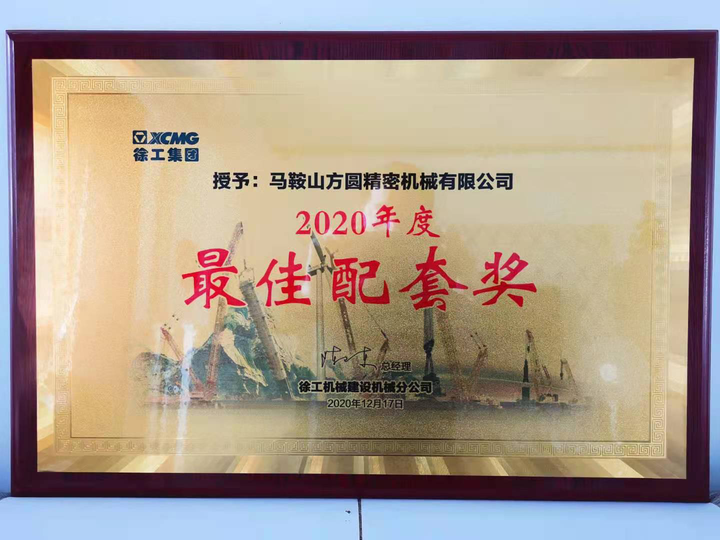 XCMG
徐工集团
授予：马鞍山方圆精密机械有限公司
2020年度
最佳配套奖
总经理
徐工机械建设机械分公司
2020年12月17日